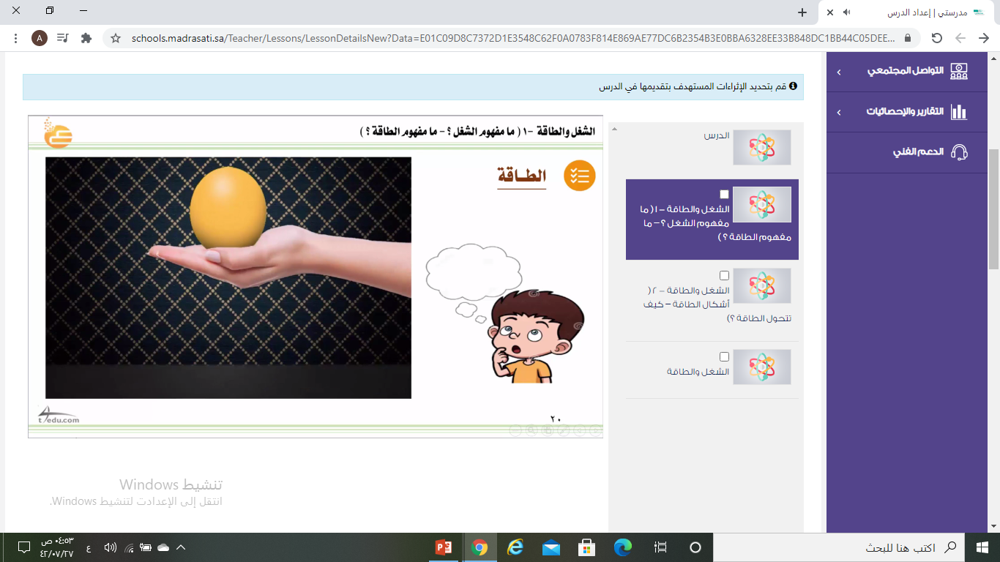 مدرستي | إعداد الدرس
schools.madrasati.sa/Teacher/Lessons/LessonDetailsNew?Data=E01C09D8C7372D1E3548C62F0A0783F814E869AE77DC6B2354B3E0BBA6328EE33B848DC1BB44C05DEE...
A
التواصل المجتمعي
التقارير والإحصائيات
الدعم الفني
قم بتحديد الإثراءات المستهدف بتقديمها في الدرس
الدرس
الشغل والطاقة – ١( ما
مفهوم الشغل ؟ – ما
مفهوم الطاقة ؟ )
الشغل والطاقة – ٢ (
أشكال الطاقة – كيف
تتحول الطاقة ؟)
الشغل والطاقة
الشغل والطاقة -١ ( ما مفهوم الشغل ؟ - ما مفهوم الطاقة ؟ )
الطـاقة
٢٠
t4edu.com
تنشيط Windows
انتقل إلى الإعدادت لتنشيط Windows.
اكتب هنا للبحث
ع
٠٤:٥٣ ص
٤٢/٠٧/٢٧